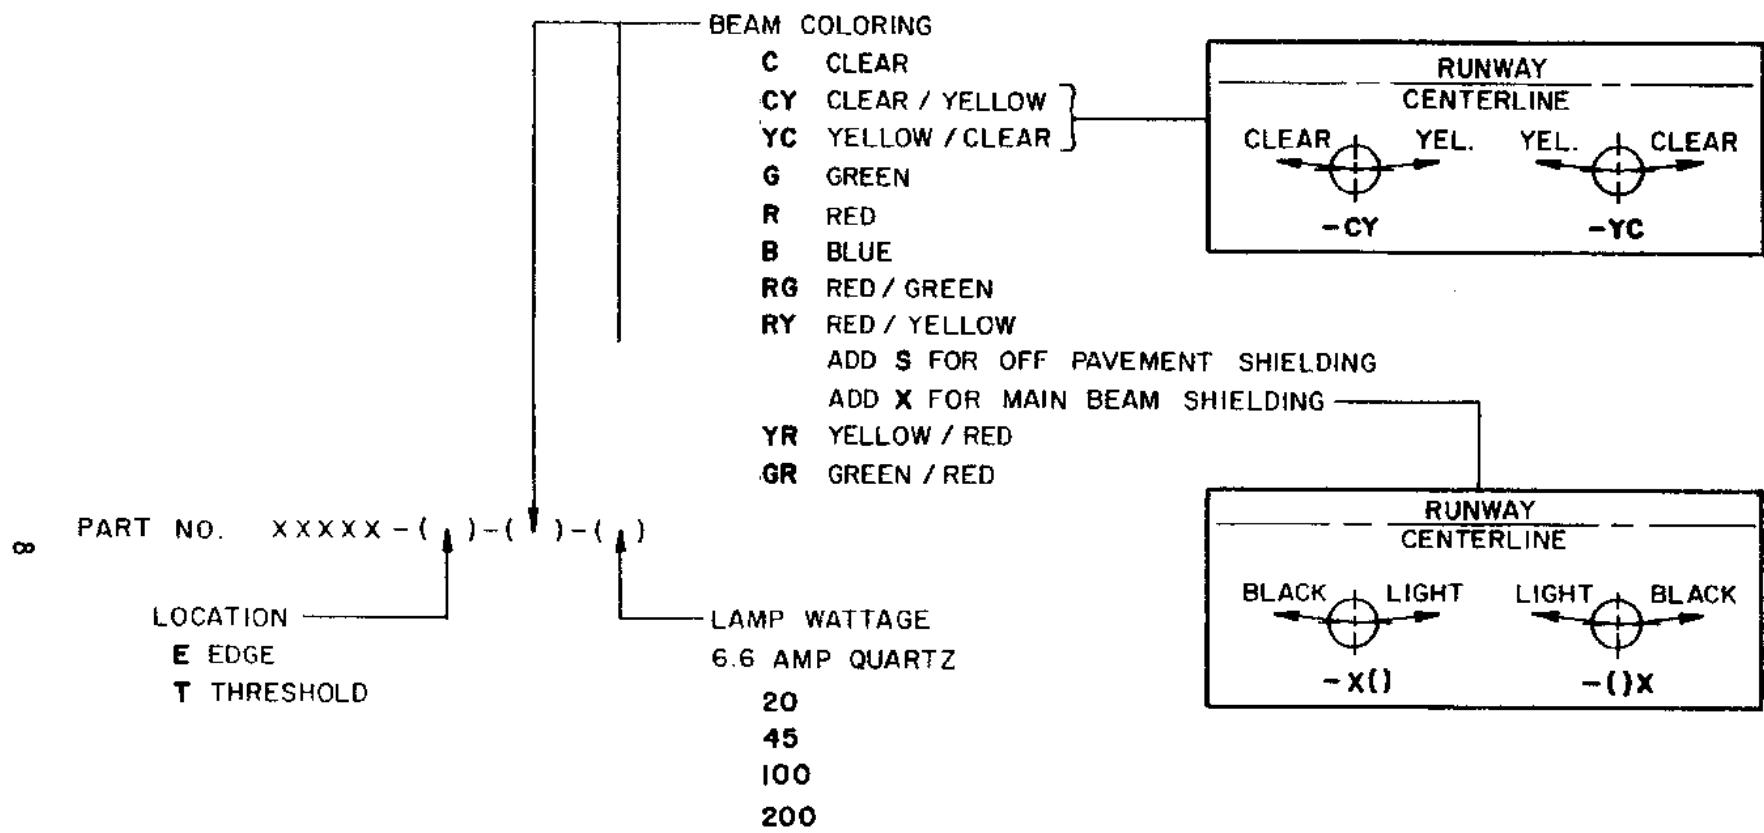 BEAM COLORING
C CLEAR
CY CLEAR / YELLOW
YC YELLOW / CLEAR
G GREEN
R RED
B BLUE
RG RED / GREEN
RY RED / YELLOW
ADD S FOR OFF PAVEMENT SHIELDING
ADD X FOR MAIN BEAM SHIELDING
YR YELLOW / RED
GR GREEN / RED
RUNWAY
CENTERLINE
CLEAR YEL. YEL. CLEAR
-CY -YC
RUNWAY
CENTERLINE
BLACK LIGHT LIGHT BLACK
-X() -()X
PART NO. XXXXX-( )-( )-( )
LOCATION
E EDGE
T THRESHOLD
LAMP WATTAGE
6.6 AMP QUARTZ
20
45
100
200
8